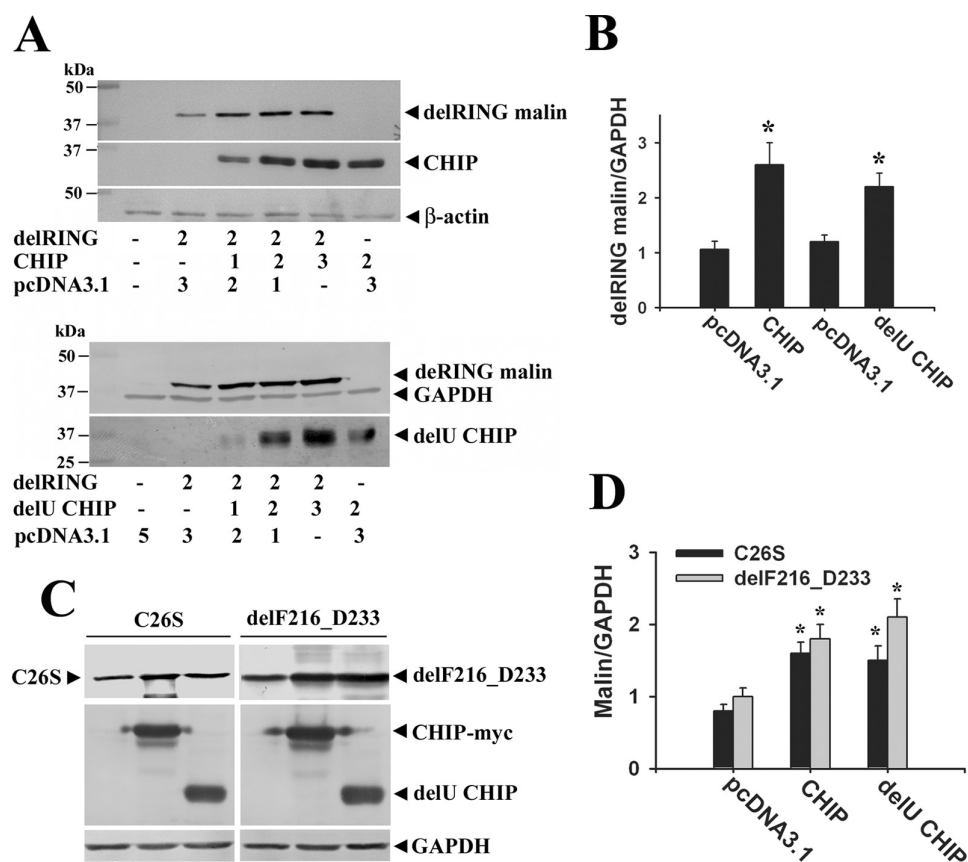 A
kDa
50
37
delRING malin
37
CHIP
50
β-actin
delRING - 2 2 2 2 -
CHIP - - 1 2 3 2
pcDNA3.1 - 3 2 1 - 3
kDa
50
deRING malin
37
GAPDH
37
delU CHIP
25
delRING - 2 2 2 2 -
delU CHIP - - 1 2 3 2
pcDNA3.1 5 3 2 1 - 3
B
delRING malin/GAPDH
3
2
1
0
* *
pcDNA3.1
CHIP
pcDNA3.1
delU CHIP
C
C26S delF216_D233
C26S delF216_D233
CHIP-myc
delU CHIP
GAPDH
D
C26S
delF216_D233
Malin/GAPDH
3
2
1
0
* * * *
pcDNA3.1
CHIP
delU CHIP